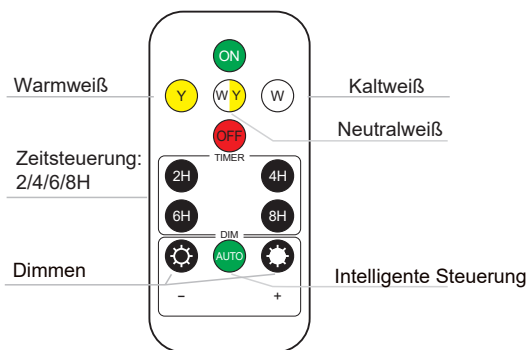 ON
Warmweiß
Y
W Y
W
Kaltweiß
Neutralweiß
OFF
TIMER
Zeitsteuerung:
2/4/6/8H
2H
4H
6H
8H
DIM
AUTO
Dimmen
Intelligente Steuerung
–
+